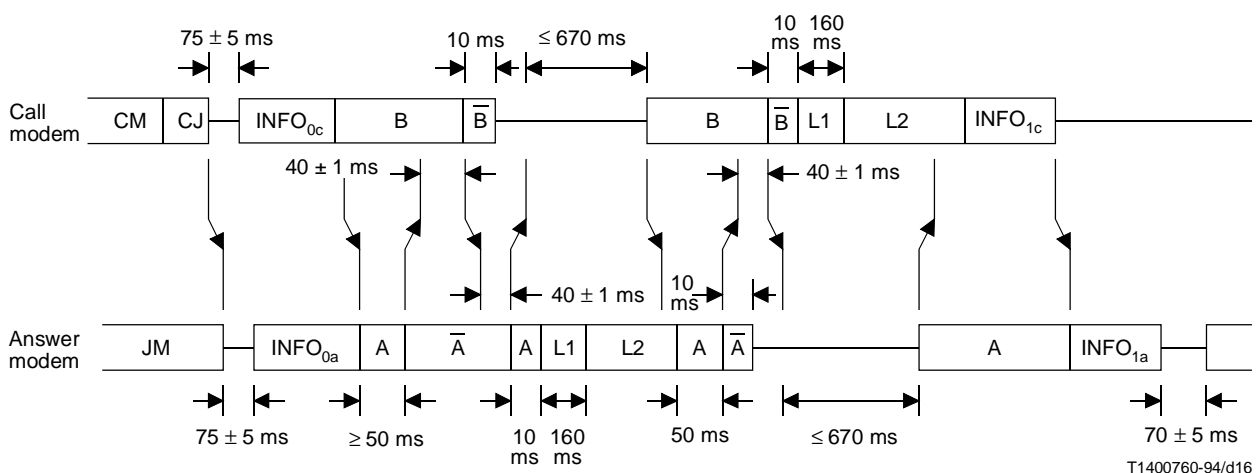 10 ms 160 ms
75 ± 5 ms 10 ms ≤ 670 ms
Call modem CM CJ INFO0c B B̅ B B̅ L1 L2 INFO1c
40 ± 1 ms 40 ± 1 ms
10 ms
40 ± 1 ms
Answer modem JM INFO0a A A̅ A L1 L2 A A̅ A INFO1a
75 ± 5 ms ≥ 50 ms 10 ms 160 ms 50 ms ≤ 670 ms 70 ± 5 ms
T1400760-94/d16